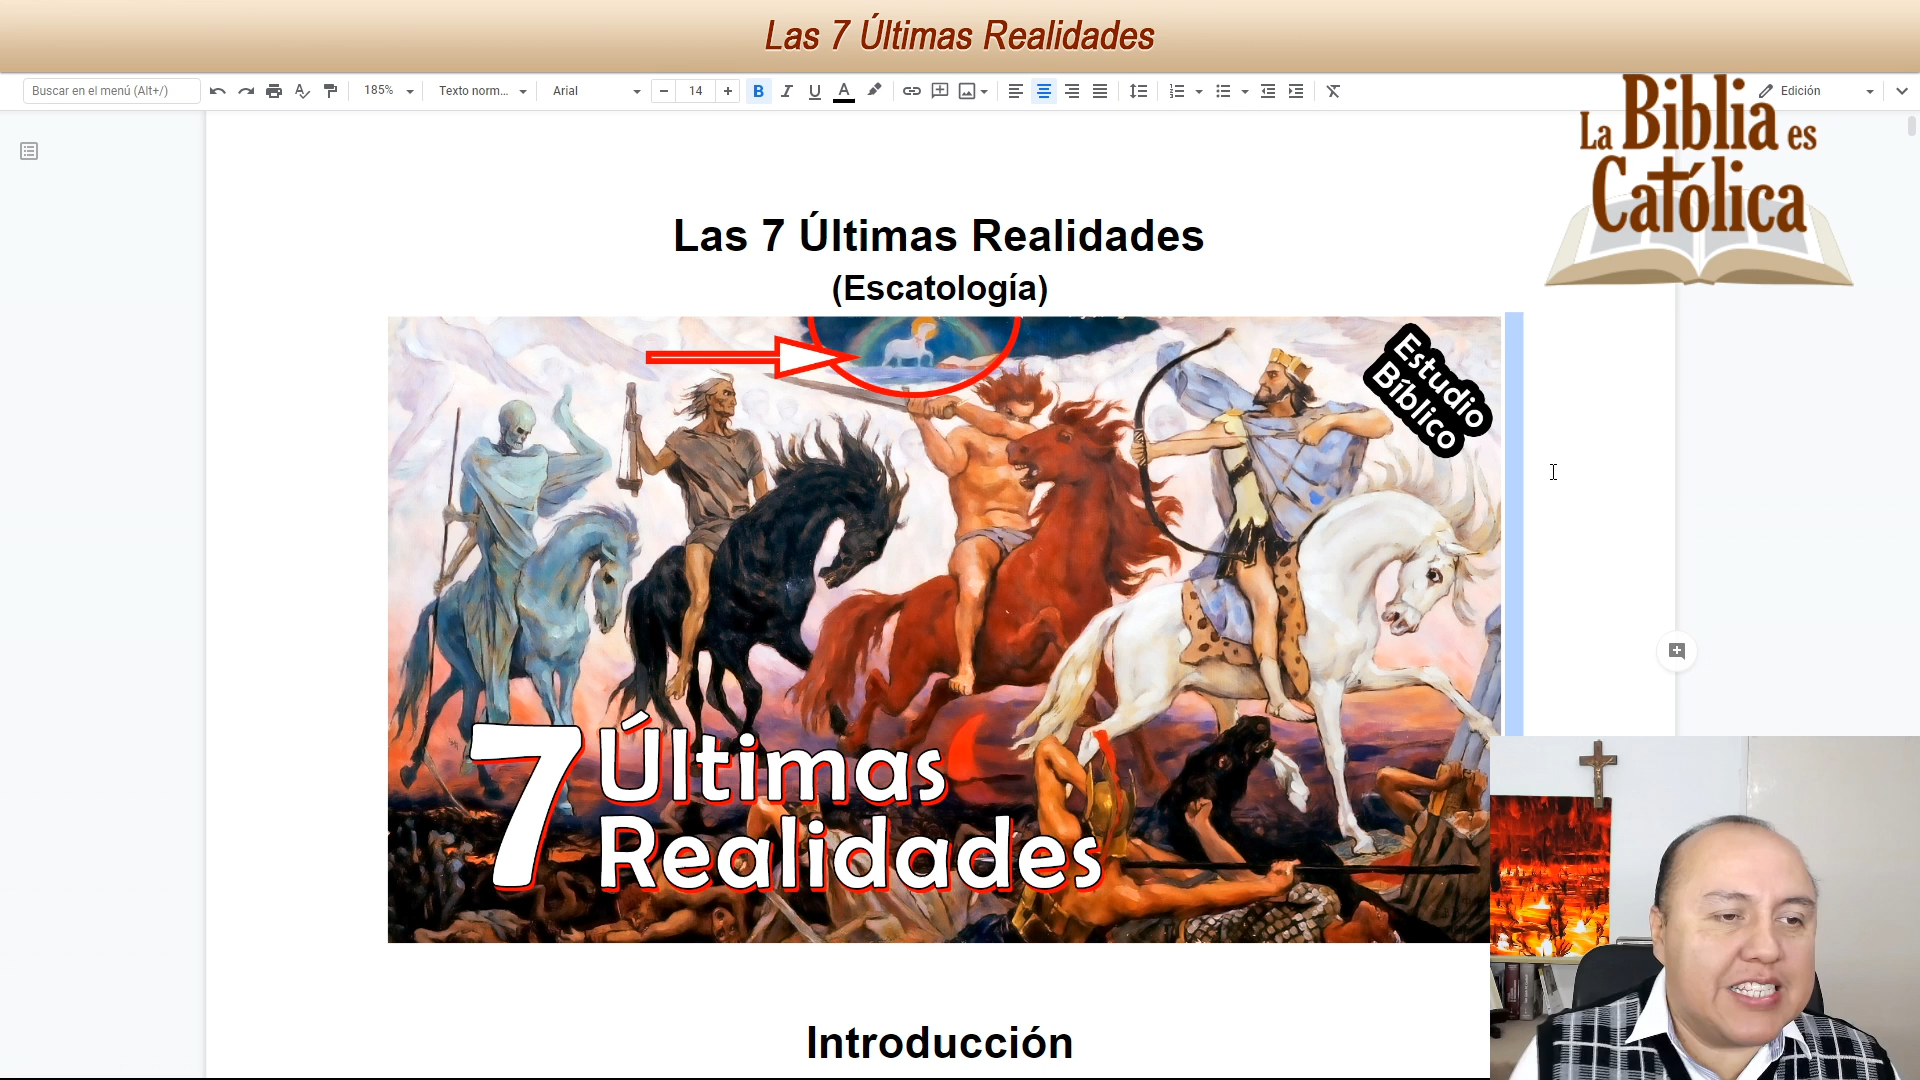 Las 7 Últimas Realidades
Buscar en el menú (Alt+/)
185%
Texto norm...
Arial
14
B
I
U
A
Edición
La Biblia es
Católica
Las 7 Últimas Realidades
(Escatología)
Estudio
Bíblico
7 Últimas
Realidades
Introducción